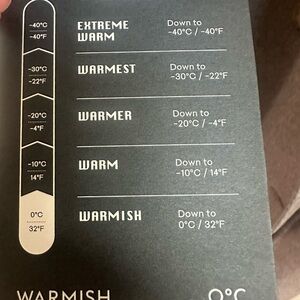 -40°C
-40°F
EXTREME
WARM
Down to
-40°C / -40°F
-30°C
-22°F
WARMEST
Down to
-30°C / -22°F
-20°C
-4°F
WARMER
Down to
-20°C / -4°F
-10°C
14°F
WARM
Down to
-10°C / 14°F
0°C
32°F
WARMISH
Down to
0°C / 32°F
WARMISH
0°C